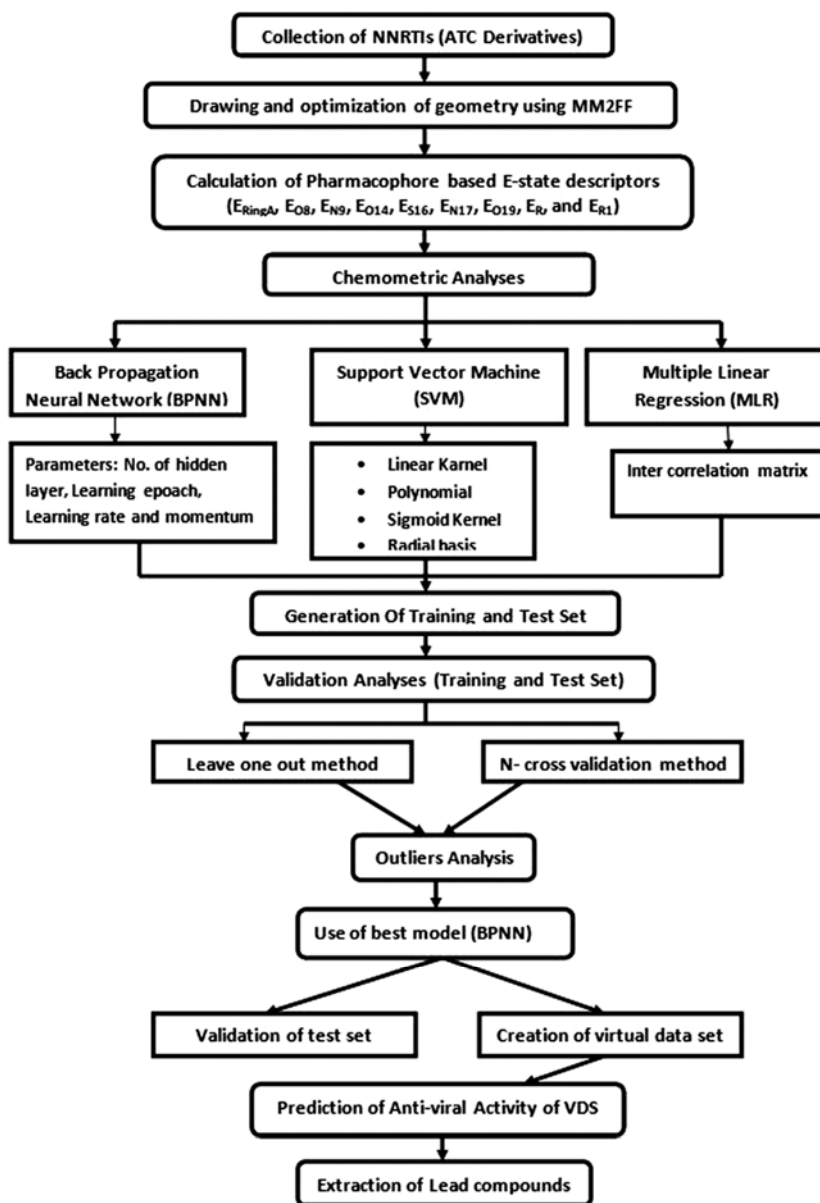 Collection of NNRTIs (ATC Derivatives)
Drawing and optimization of geometry using MM2FF
Calculation of Pharmacophore based E-state descriptors
(ERingA, EO8, EN9, EO14, ES16, EN17, EO19, ER, and ER1)
Chemometric Analyses
Back Propagation
Neural Network (BPNN)
Support Vector Machine
(SVM)
Multiple Linear
Regression (MLR)
Parameters: No. of hidden
layer, Learning epoach,
Learning rate and momentum
• Linear Karnel
• Polynomial
• Sigmoid Kernel
• Radial basis
Inter correlation matrix
Generation Of Training and Test Set
Validation Analyses (Training and Test Set)
Leave one out method
N- cross validation method
Outliers Analysis
Use of best model (BPNN)
Validation of test set
Creation of virtual data set
Prediction of Anti-viral Activity of VDS
Extraction of Lead compounds